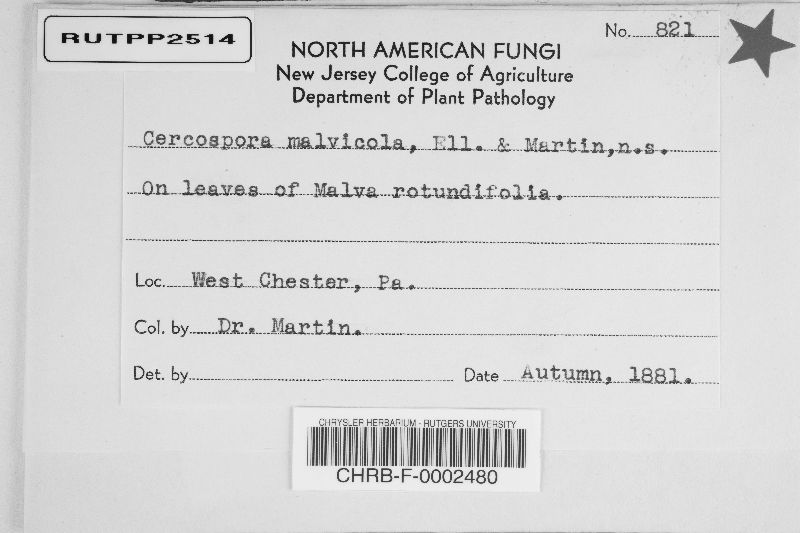 RUTPP2514
No. 821
NORTH AMERICAN FUNGI
New Jersey College of Agriculture
Department of Plant Pathology
Cercospora malvicola, Ell. & Martin,n.s.
On leaves of Malva rotundifolia.
Loc. West Chester, Pa.
Col. by Dr. Martin.
Det. by
Date Autumn, 1881.
CHRYSLER HERBARIUM - RUTGERS UNIVERSITY
CHRB-F-0002480